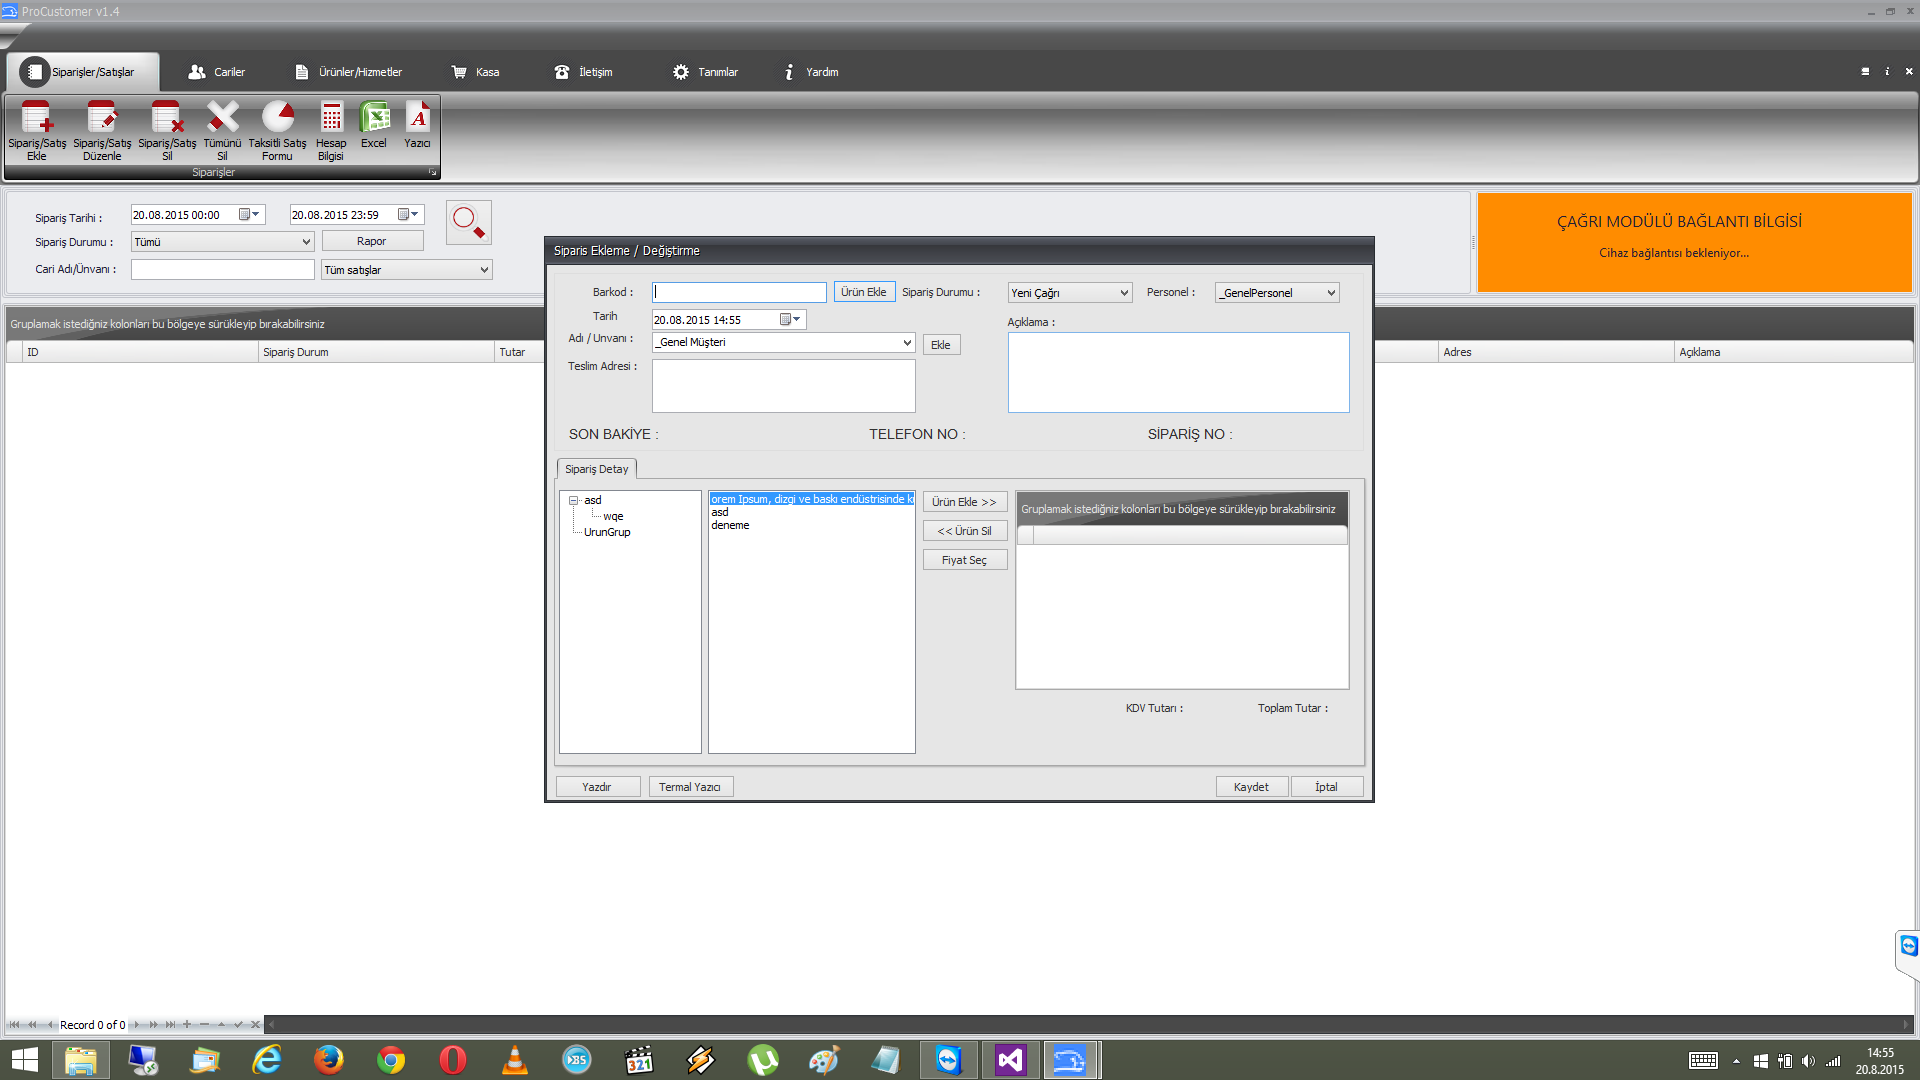 ProCustomer v1.4
Siparişler/Satışlar
Cariler
Ürünler/Hizmetler
Kasa
İletişim
Tanımlar
Yardım
Sipariş/Satış Ekle
Sipariş/Satış Düzenle
Sipariş/Satış Sil
Tümünü Sil
Taksitli Satış Formu
Hesap Bilgisi
Excel
Yazıcı
Siparişler
Sipariş Tarihi :
20.08.2015 00:00
20.08.2015 23:59
Sipariş Durumu :
Tümü
Rapor
Cari Adı/Ünvanı :
Tüm satışlar
ÇAĞRI MODÜLÜ BAĞLANTI BİLGİSİ
Cihaz bağlantısı bekleniyor...
Gruplamak istediğniz kolonları bu bölgeye sürükleyip bırakabilirsiniz
ID
Sipariş Durum
Tutar
Adres
Açıklama
Siparis Ekleme / Değiştirme
Barkod :
Ürün Ekle
Sipariş Durumu :
Yeni Çağrı
Personel :
_GenelPersonel
Tarih
20.08.2015 14:55
Açıklama :
Adı / Unvanı :
_Genel Müşteri
Ekle
Teslim Adresi :
SON BAKİYE :
TELEFON NO :
SİPARİŞ NO :
Sipariş Detay
asd
wqe
UrunGrup
orem Ipsum, dizgi ve baskı endüstrisinde kı
asd
deneme
Ürün Ekle >>
<< Ürün Sil
Fiyat Seç
Gruplamak istediğniz kolonları bu bölgeye sürükleyip bırakabilirsiniz
KDV Tutarı :
Toplam Tutar :
Yazdır
Termal Yazıcı
Kaydet
İptal
Record 0 of 0
BS
321
14:55
20.8.2015